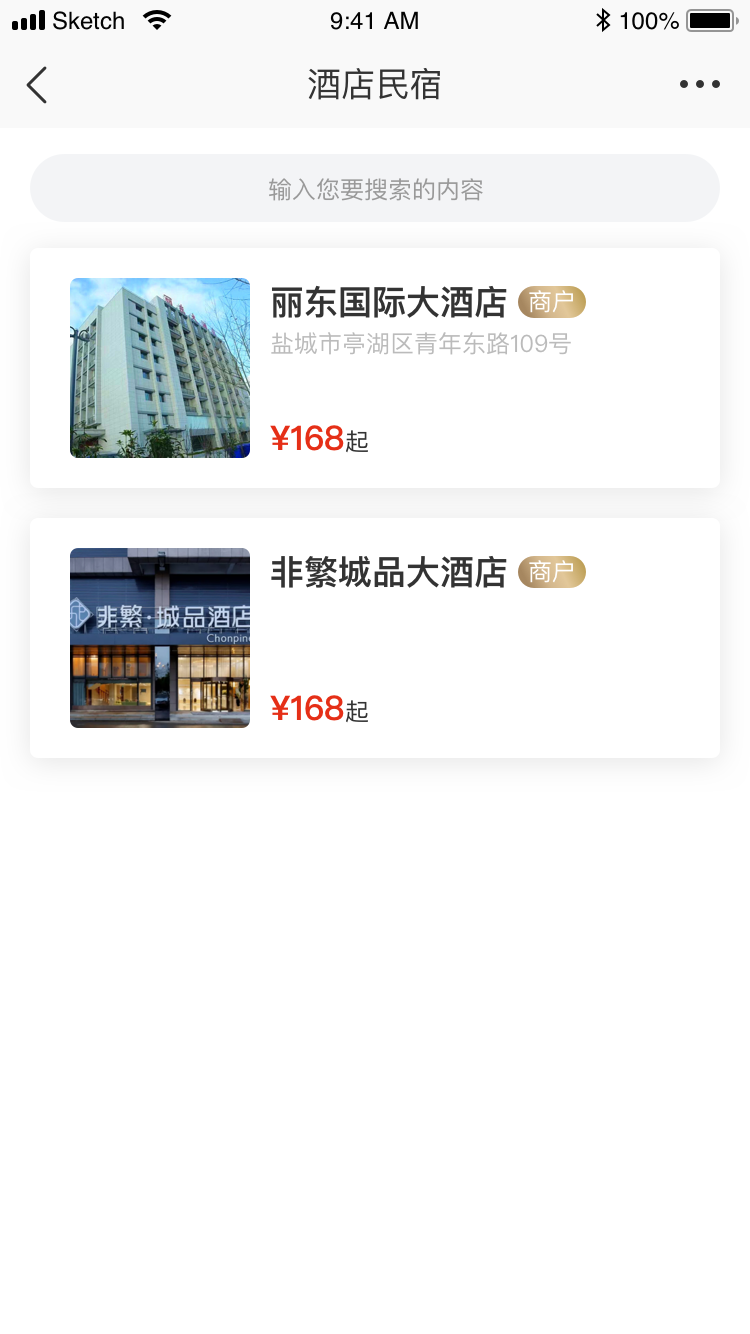 Sketch 9:41 AM 100%
酒店民宿
输入您要搜索的内容
丽东国际大酒店 商户
盐城市亭湖区青年东路109号
¥168起
非繁城品大酒店 商户
非繁·城品酒店
Chonpin
¥168起